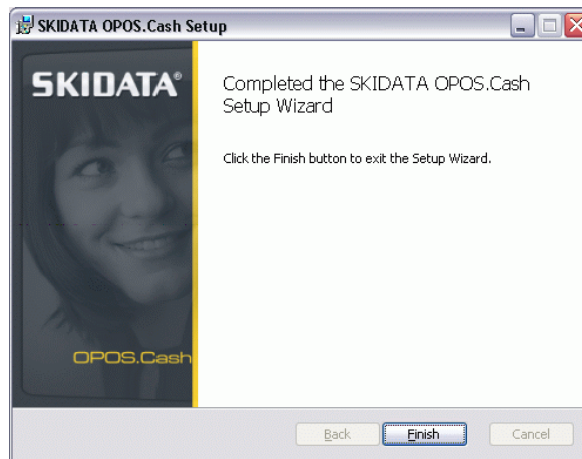 SKIDATA OPOS.Cash Setup
SKIDATA®
Completed the SKIDATA OPOS.Cash
Setup Wizard
Click the Finish button to exit the Setup Wizard.
OPOS.Cash
Back Finish Cancel